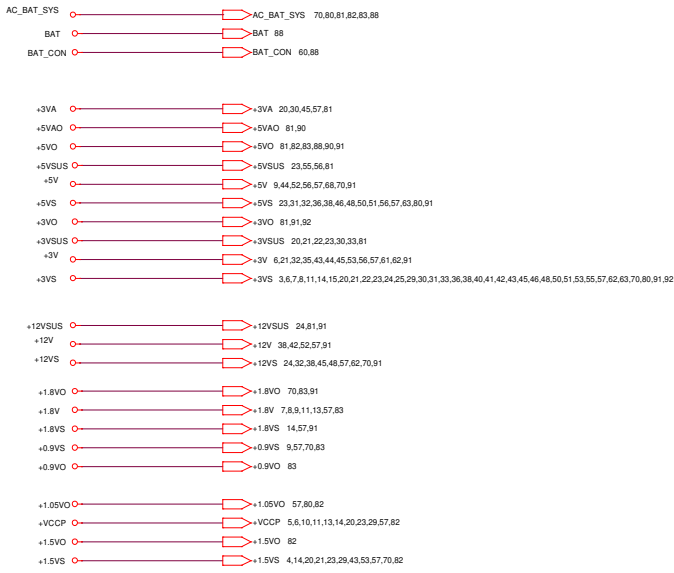 AC_BAT_SYS AC_BAT_SYS 70,80,81,82,83,88
BAT BAT 88
BAT_CON BAT_CON 60,88
+3VA +3VA 20,30,45,57,81
+5VAO +5VAO 81,90
+5VO +5VO 81,82,83,88,90,91
+5VSUS +5VSUS 23,55,56,81
+5V +5V 9,44,52,56,57,68,70,91
+5VS +5VS 23,31,32,36,38,46,48,50,51,56,57,63,80,91
+3VO +3VO 81,91,92
+3VSUS +3VSUS 20,21,22,23,30,33,81
+3V +3V 6,21,32,35,43,44,45,53,56,57,61,62,91
+3VS +3VS 3,6,7,8,11,14,15,20,21,22,23,24,25,29,30,31,33,36,38,40,41,42,43,45,46,48,50,51,53,55,57,62,63,70,80,91,92
+12VSUS +12VSUS 24,81,91
+12V +12V 38,42,52,57,91
+12VS +12VS 24,32,38,45,48,57,62,70,91
+1.8VO +1.8VO 70,83,91
+1.8V +1.8V 7,8,9,11,13,57,83
+1.8VS +1.8VS 14,57,91
+0.9VS +0.9VS 9,57,70,83
+0.9VO +0.9VO 83
+1.05VO +1.05VO 57,80,82
+VCCP +VCCP 5,6,10,11,13,14,20,23,29,57,82
+1.5VO +1.5VO 82
+1.5VS +1.5VS 4,14,20,21,23,29,43,53,57,70,82